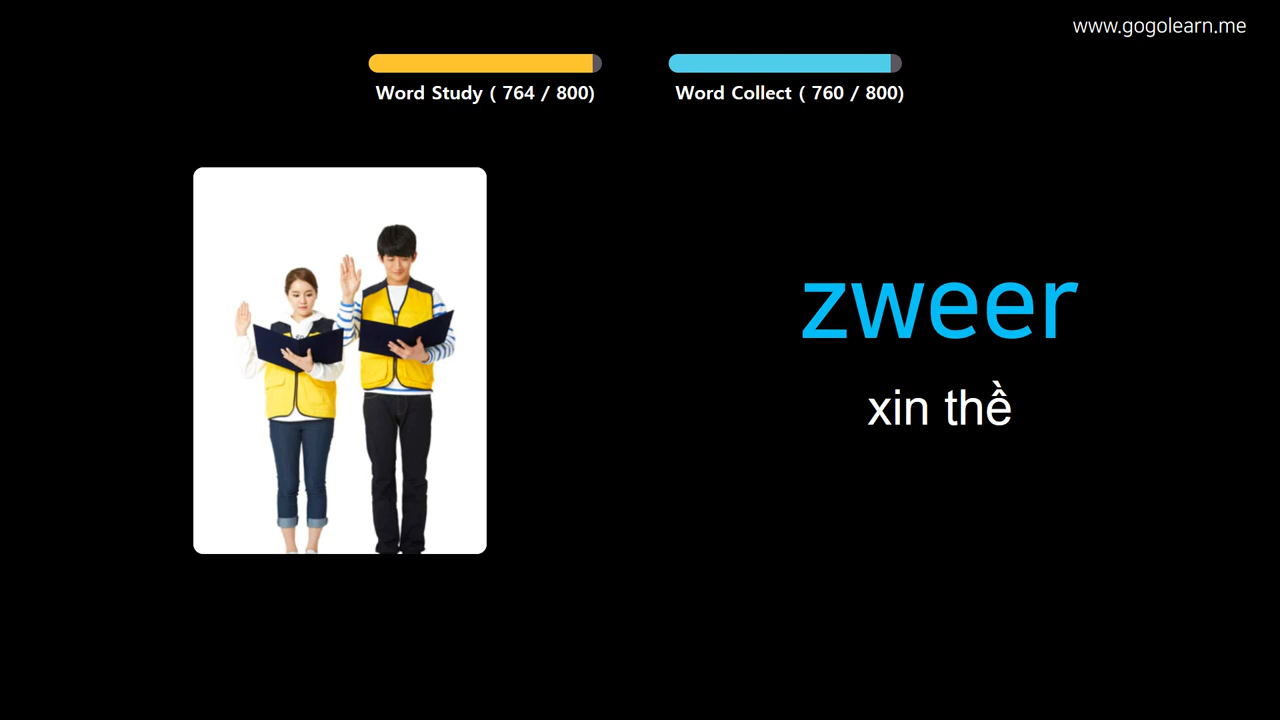 www.gogolearn.me
Word Study ( 764 / 800)
Word Collect ( 760 / 800)
zweer
xin thề